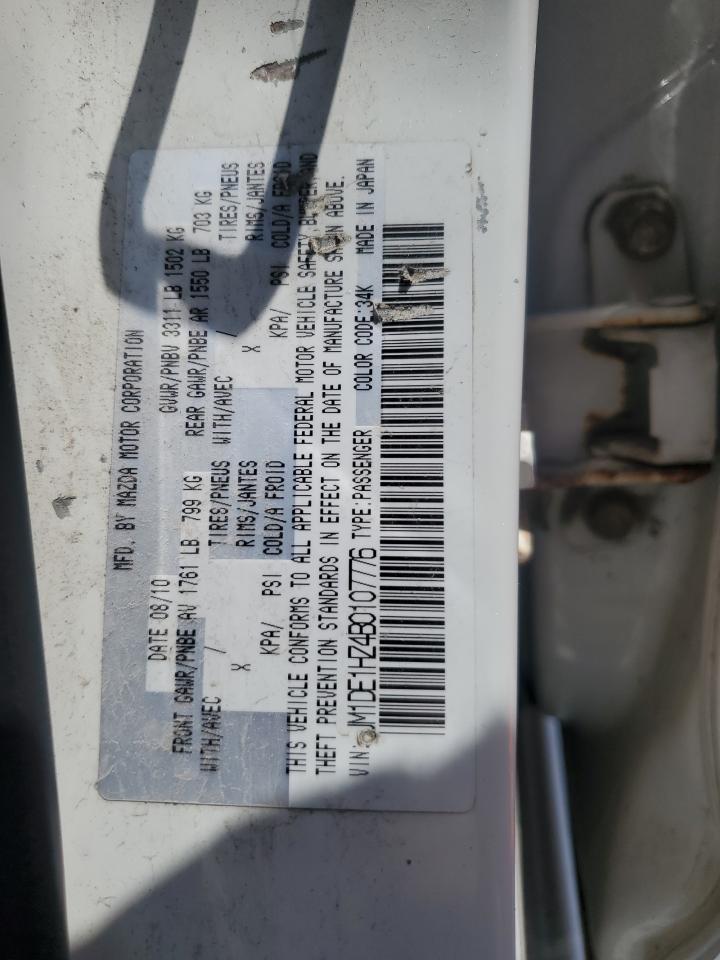 MFD. BY MAZDA MOTOR CORPORATION
DATE 08/10 GVWR/PNBV 3311 LB 1502 KG
FRONT GAWR/PNBE AV 1761 LB 799 KG REAR GAWR/PNBE AR 1550 LB 703 KG
WITH/AVEC / TIRES/PNEUS WITH/AVEC / TIRES/PNEUS
X RIMS/JANTES X RIMS/JANTES
KPA/ PSI COLD/A FROID KPA/ PSI COLD/A FROID
THIS VEHICLE CONFORMS TO ALL APPLICABLE FEDERAL MOTOR VEHICLE SAFETY, BUMPER, AND
THEFT PREVENTION STANDARDS IN EFFECT ON THE DATE OF MANUFACTURE SHOWN ABOVE.
VIN: JM1DE1HZ4B0107776 TYPE:PASSENGER COLOR CODE:34K MADE IN JAPAN